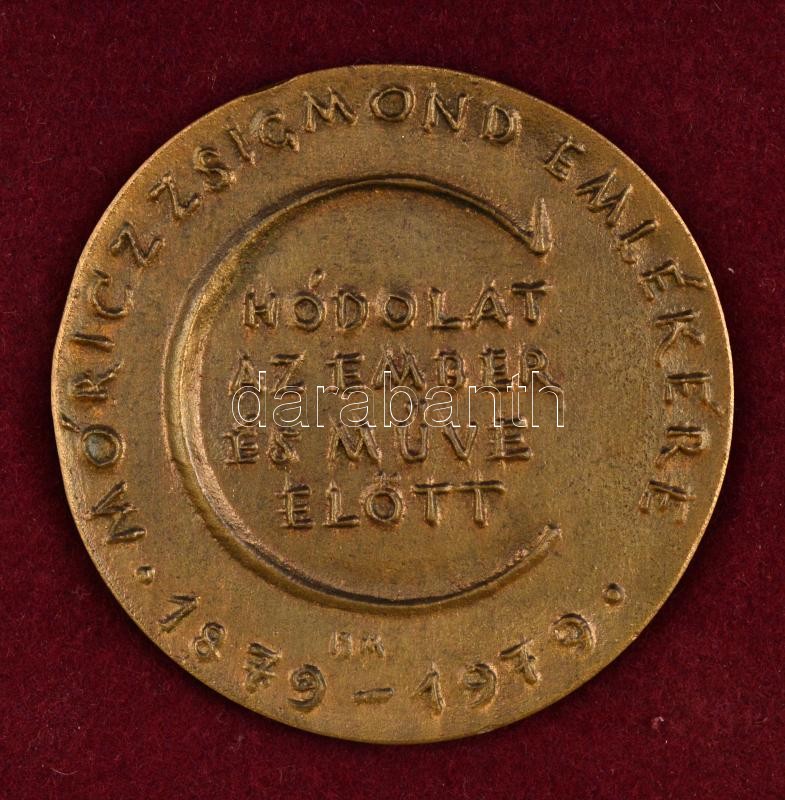 MÓRICZ ZSIGMOND EMLÉKÉRE
HÓDOLAT
AZ EMBER
ÉS MŰVE
ELŐTT
• 1879 – 1979 •
darabanth